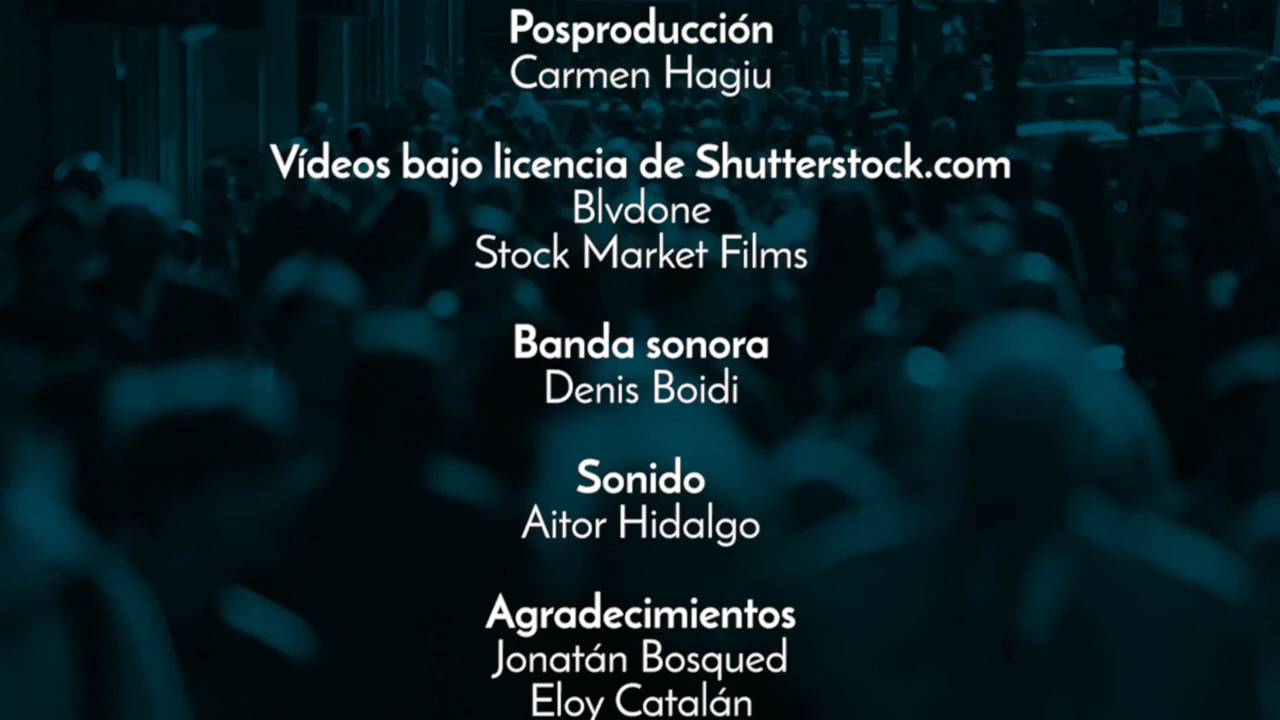 Posproducción
Carmen Hagiu
Vídeos bajo licencia de Shutterstock.com
Blvdone
Stock Market Films
Banda sonora
Denis Boidi
Sonido
Aitor Hidalgo
Agradecimientos
Jonatán Bosqued
Eloy Catalán